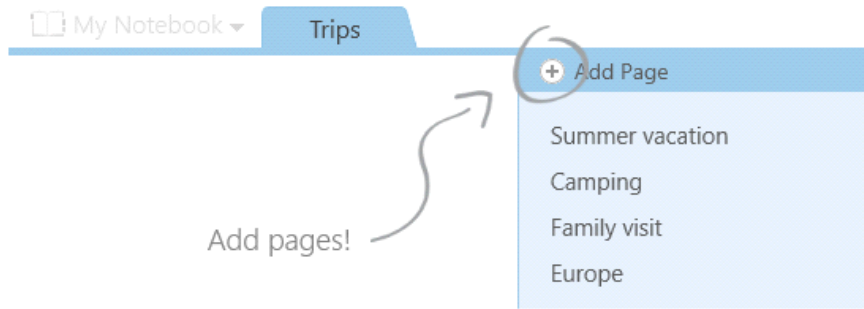 My Notebook
Trips
Add Page
Summer vacation
Camping
Family visit
Europe
Add pages!